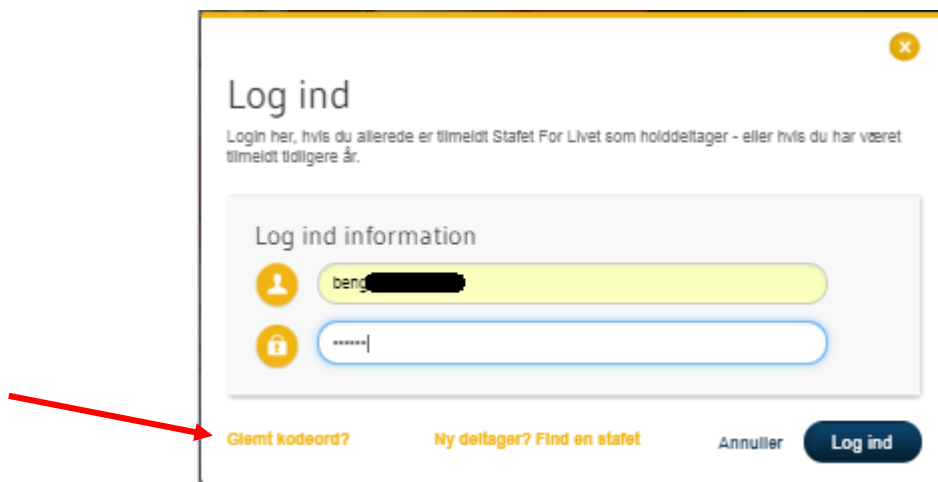 Log ind
Login her, hvis du allerede er tilmeldt Stafet For Livet som holddeltager - eller hvis du har været
tilmeldt tidligere år.
Log ind information
beng
······
Glemt kodeord?
Ny deltager? Find en stafet
Annuller
Log ind